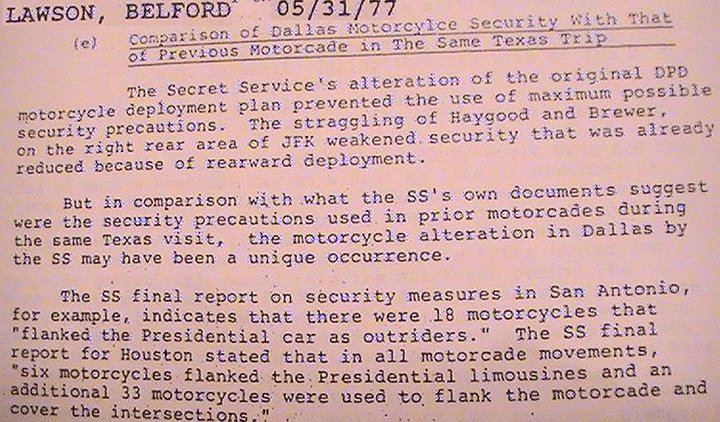 LAWSON, BELFORD 05/31/77
(e) Comparison of Dallas Motorcylce Security With That
of Previous Motorcade in The Same Texas Trip
The Secret Service's alteration of the original DPD
motorcycle deployment plan prevented the use of maximum possible
security precautions. The straggling of Haygood and Brewer,
on the right rear area of JFK weakened security that was already
reduced because of rearward deployment.
But in comparison with what the SS's own documents suggest
were the security precautions used in prior motorcades during
the same Texas visit, the motorcycle alteration in Dallas by
the SS may have been a unique occurrence.
The SS final report on security measures in San Antonio,
for example, indicates that there were 18 motorcycles that
"flanked the Presidential car as outriders." The SS final
report for Houston stated that in all motorcade movements,
"six motorcycles flanked the Presidential limousines and an
additional 33 motorcycles were used to flank the motorcade and
cover the intersections."